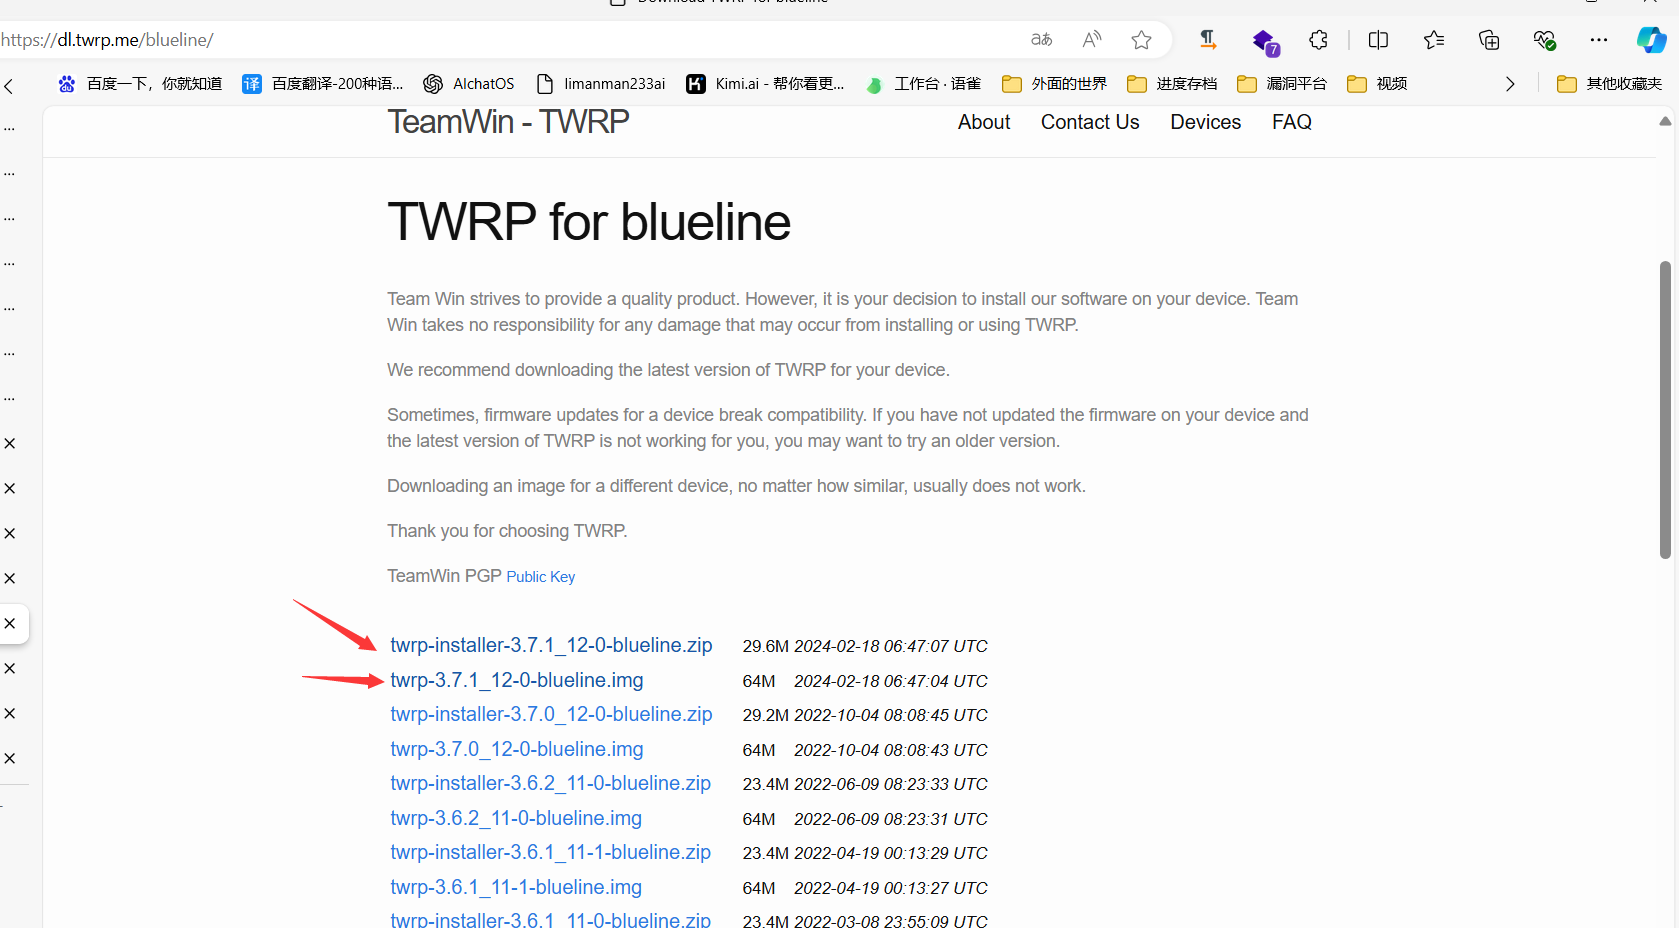 https://dl.twrp.me/blueline/
百度一下，你就知道 百度翻译-200种语... AIchatOS limanman233ai Kimi.ai - 帮你看更... 工作台 · 语雀 外面的世界 进度存档 漏洞平台 视频 其他收藏夹
TeamWin - TWRP About Contact Us Devices FAQ
TWRP for blueline
Team Win strives to provide a quality product. However, it is your decision to install our software on your device. Team
Win takes no responsibility for any damage that may occur from installing or using TWRP.
We recommend downloading the latest version of TWRP for your device.
Sometimes, firmware updates for a device break compatibility. If you have not updated the firmware on your device and
the latest version of TWRP is not working for you, you may want to try an older version.
Downloading an image for a different device, no matter how similar, usually does not work.
Thank you for choosing TWRP.
TeamWin PGP Public Key
twrp-installer-3.7.1_12-0-blueline.zip 29.6M 2024-02-18 06:47:07 UTC
twrp-3.7.1_12-0-blueline.img 64M 2024-02-18 06:47:04 UTC
twrp-installer-3.7.0_12-0-blueline.zip 29.2M 2022-10-04 08:08:45 UTC
twrp-3.7.0_12-0-blueline.img 64M 2022-10-04 08:08:43 UTC
twrp-installer-3.6.2_11-0-blueline.zip 23.4M 2022-06-09 08:23:33 UTC
twrp-3.6.2_11-0-blueline.img 64M 2022-06-09 08:23:31 UTC
twrp-installer-3.6.1_11-1-blueline.zip 23.4M 2022-04-19 00:13:29 UTC
twrp-3.6.1_11-1-blueline.img 64M 2022-04-19 00:13:27 UTC
twrp-installer-3.6.1_11-0-blueline.zip 23.4M 2022-03-08 23:55:09 UTC